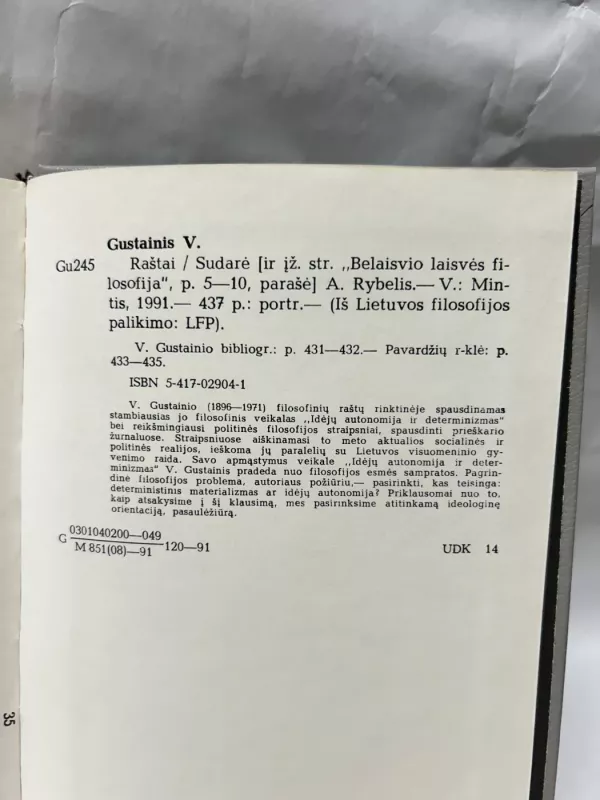 Gustainis V.
Gu245 Raštai / Sudarė [ir įž. str. „Belaisvio laisvės fi-
losofija", p. 5—10, parašė] A. Rybelis.— V.: Min-
tis, 1991.— 437 p.: portr.— (Iš Lietuvos filosofijos
palikimo: LFP).
V. Gustainio bibliogr.: p. 431—432.— Pavardžių r-klė: p.
433—435.
ISBN 5-417-02904-1
V. Gustainio (1896—1971) filosofinių raštų rinktinėje spausdinamas
stambiausias jo filosofinis veikalas „Idėjų autonomija ir determinizmas"
bei reikšmingiausi politinės filosofijos straipsniai, spausdinti prieškario
žurnaluose. Straipsniuose aiškinamasi to meto aktualios socialinės ir
politinės realijos, ieškoma jų paralelių su Lietuvos visuomeninio gy-
venimo raida. Savo apmąstymus veikale „Idėjų autonomija ir deter-
minizmas" V. Gustainis pradeda nuo filosofijos esmės sampratos. Pagrin-
dinė filosofijos problema, autoriaus požiūriu,— pasirinkti, kas teisinga:
deterministinis materializmas ar idėjų autonomija? Priklausomai nuo to,
kaip atsakysime į šį klausimą, mes pasirinksime atitinkamą ideologinę
orientaciją, pasaulėžiūrą.
0301040200—049
G M 851(08)—91 120—91 UDK 14
35